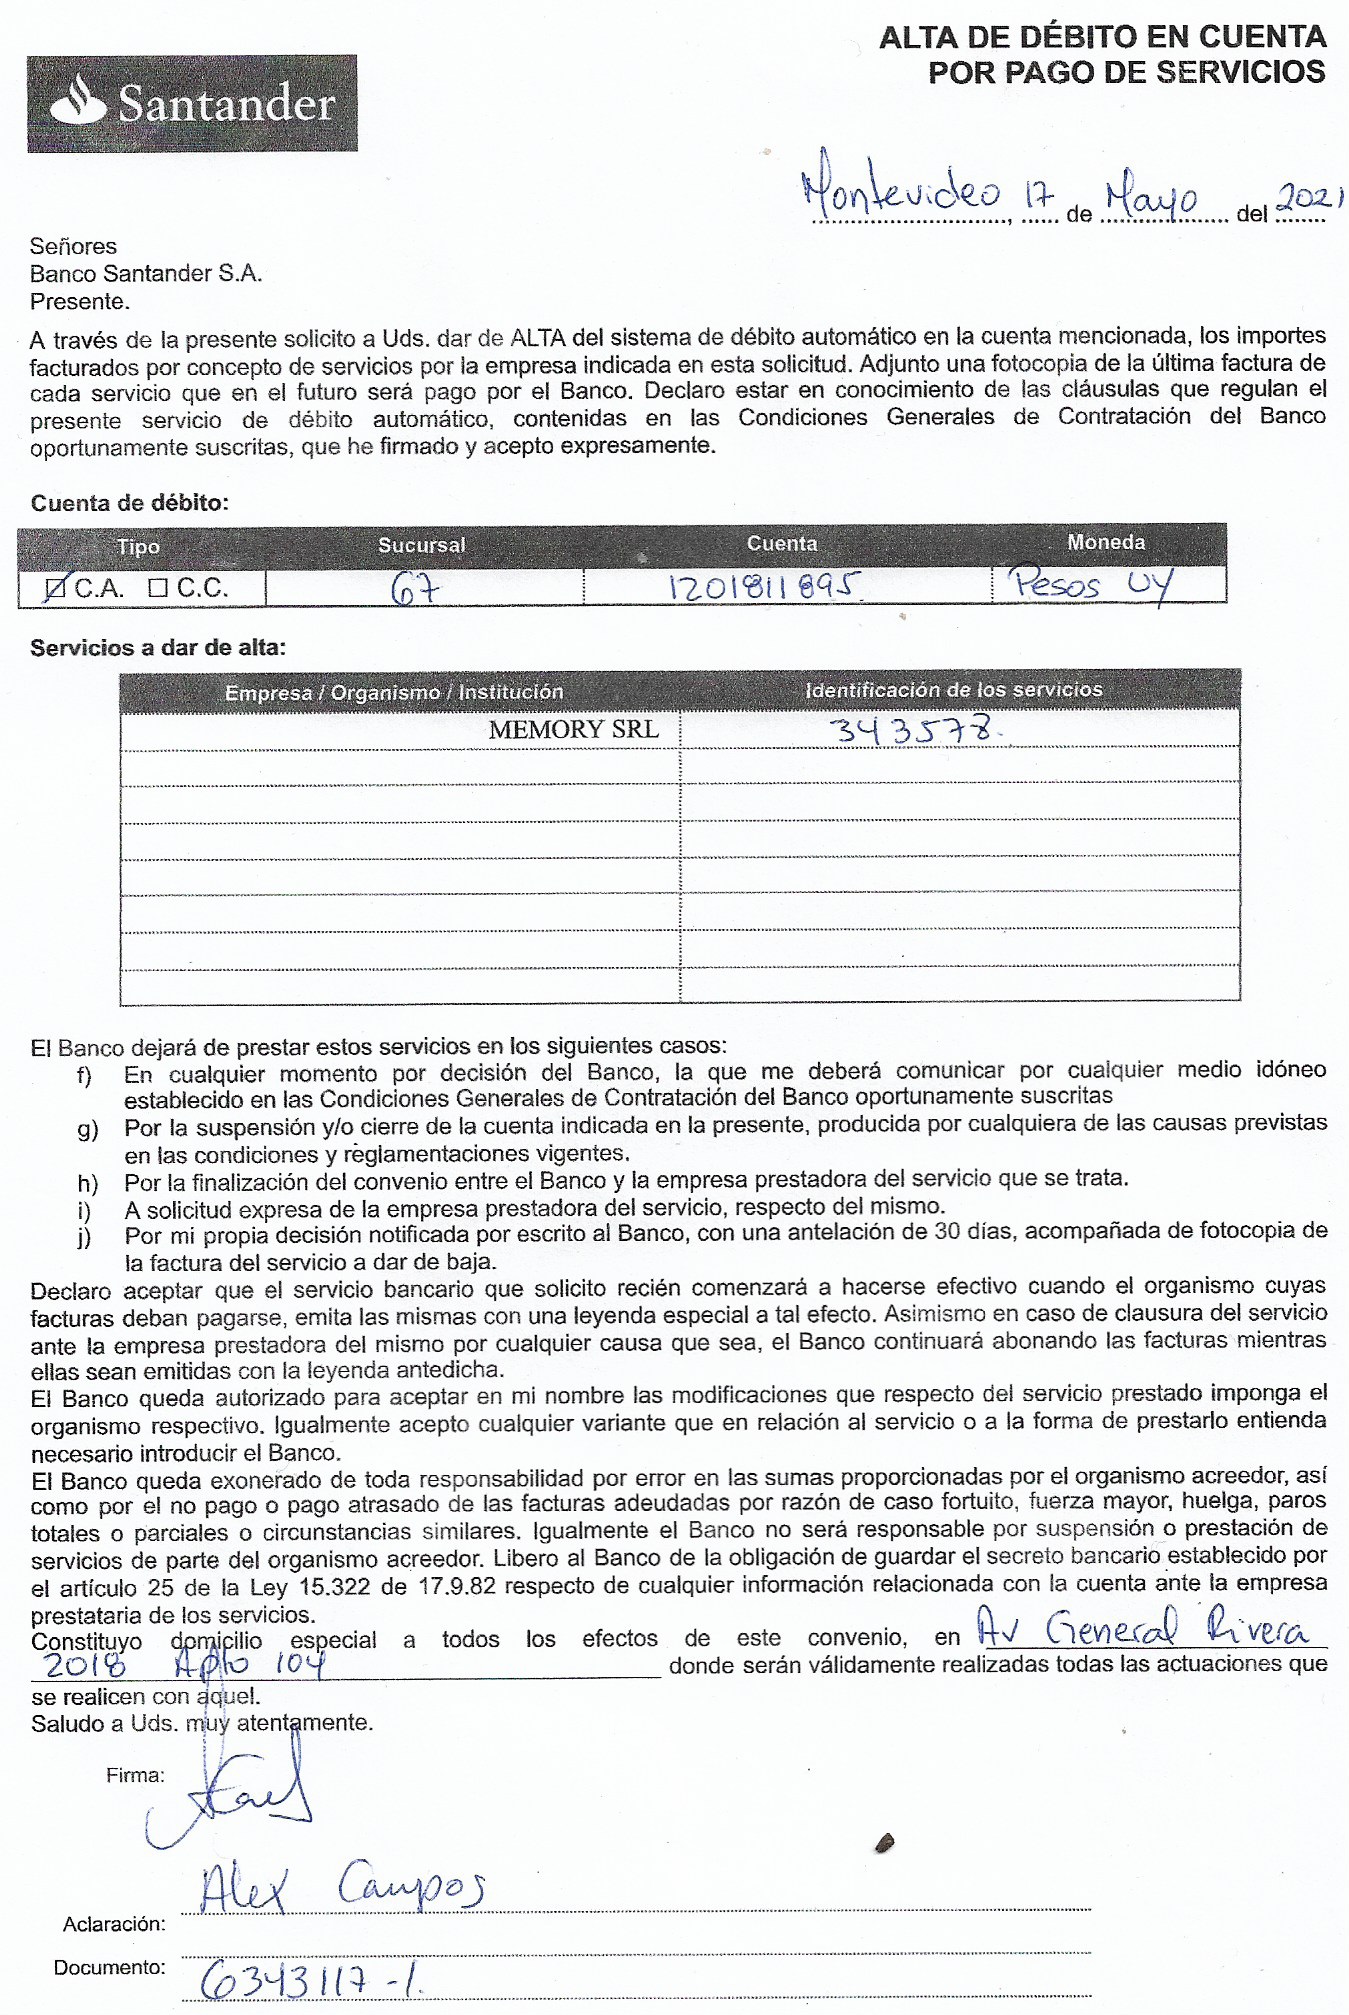 ALTA DE DÉBITO EN CUENTA
POR PAGO DE SERVICIOS
Santander
Montevideo, 17 de Mayo del 2021
Señores
Banco Santander S.A.
Presente.
A través de la presente solicito a Uds. dar de ALTA del sistema de débito automático en la cuenta mencionada, los importes
facturados por concepto de servicios por la empresa indicada en esta solicitud. Adjunto una fotocopia de la última factura de
cada servicio que en el futuro será pago por el Banco. Declaro estar en conocimiento de las cláusulas que regulan el
presente servicio de débito automático, contenidas en las Condiciones Generales de Contratación del Banco
oportunamente suscritas, que he firmado y acepto expresamente.
Cuenta de débito:
Tipo Sucursal Cuenta Moneda
☑ C.A. ☐ C.C. 67 1201811895 Pesos UY
Servicios a dar de alta:
Empresa / Organismo / Institución Identificación de los servicios
MEMORY SRL 343578.
El Banco dejará de prestar estos servicios en los siguientes casos:
f) En cualquier momento por decisión del Banco, la que me deberá comunicar por cualquier medio idóneo
establecido en las Condiciones Generales de Contratación del Banco oportunamente suscritas
g) Por la suspensión y/o cierre de la cuenta indicada en la presente, producida por cualquiera de las causas previstas
en las condiciones y reglamentaciones vigentes.
h) Por la finalización del convenio entre el Banco y la empresa prestadora del servicio que se trata.
i) A solicitud expresa de la empresa prestadora del servicio, respecto del mismo.
j) Por mi propia decisión notificada por escrito al Banco, con una antelación de 30 días, acompañada de fotocopia de
la factura del servicio a dar de baja.
Declaro aceptar que el servicio bancario que solicito recién comenzará a hacerse efectivo cuando el organismo cuyas
facturas deban pagarse, emita las mismas con una leyenda especial a tal efecto. Asimismo en caso de clausura del servicio
ante la empresa prestadora del mismo por cualquier causa que sea, el Banco continuará abonando las facturas mientras
ellas sean emitidas con la leyenda antedicha.
El Banco queda autorizado para aceptar en mi nombre las modificaciones que respecto del servicio prestado imponga el
organismo respectivo. Igualmente acepto cualquier variante que en relación al servicio o a la forma de prestarlo entienda
necesario introducir el Banco.
El Banco queda exonerado de toda responsabilidad por error en las sumas proporcionadas por el organismo acreedor, así
como por el no pago o pago atrasado de las facturas adeudadas por razón de caso fortuito, fuerza mayor, huelga, paros
totales o parciales o circunstancias similares. Igualmente el Banco no será responsable por suspensión o prestación de
servicios de parte del organismo acreedor. Libero al Banco de la obligación de guardar el secreto bancario establecido por
el artículo 25 de la Ley 15.322 de 17.9.82 respecto de cualquier información relacionada con la cuenta ante la empresa
prestataria de los servicios.
Constituyo domicilio especial a todos los efectos de este convenio, en Av General Rivera
2018 Apto 104 donde serán válidamente realizadas todas las actuaciones que
se realicen con aquel.
Saludo a Uds. muy atentamente.
Firma:
Alex Campos
Aclaración:
Documento: 6343117-1.